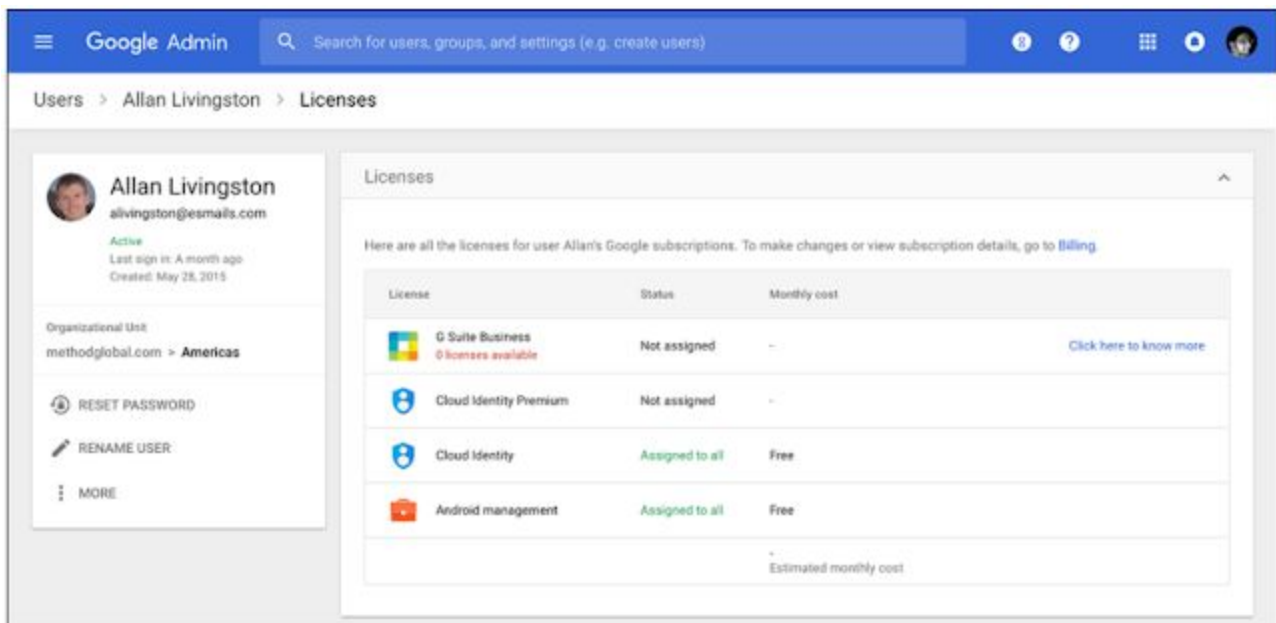 Google Admin
Search for users, groups, and settings (e.g. create users)
8
?
Users > Allan Livingston > Licenses
Allan Livingston
alivingston@esmails.com
Active
Last sign in: A month ago
Created: May 28, 2015
Organizational Unit
methodglobal.com > Americas
RESET PASSWORD
RENAME USER
MORE
Licenses
Here are all the licenses for user Allan's Google subscriptions. To make changes or view subscription details, go to Billing.
License Status Monthly cost
G Suite Business
0 licenses available
Not assigned - Click here to know more
Cloud Identity Premium Not assigned -
Cloud Identity Assigned to all Free
Android management Assigned to all Free
-
Estimated monthly cost